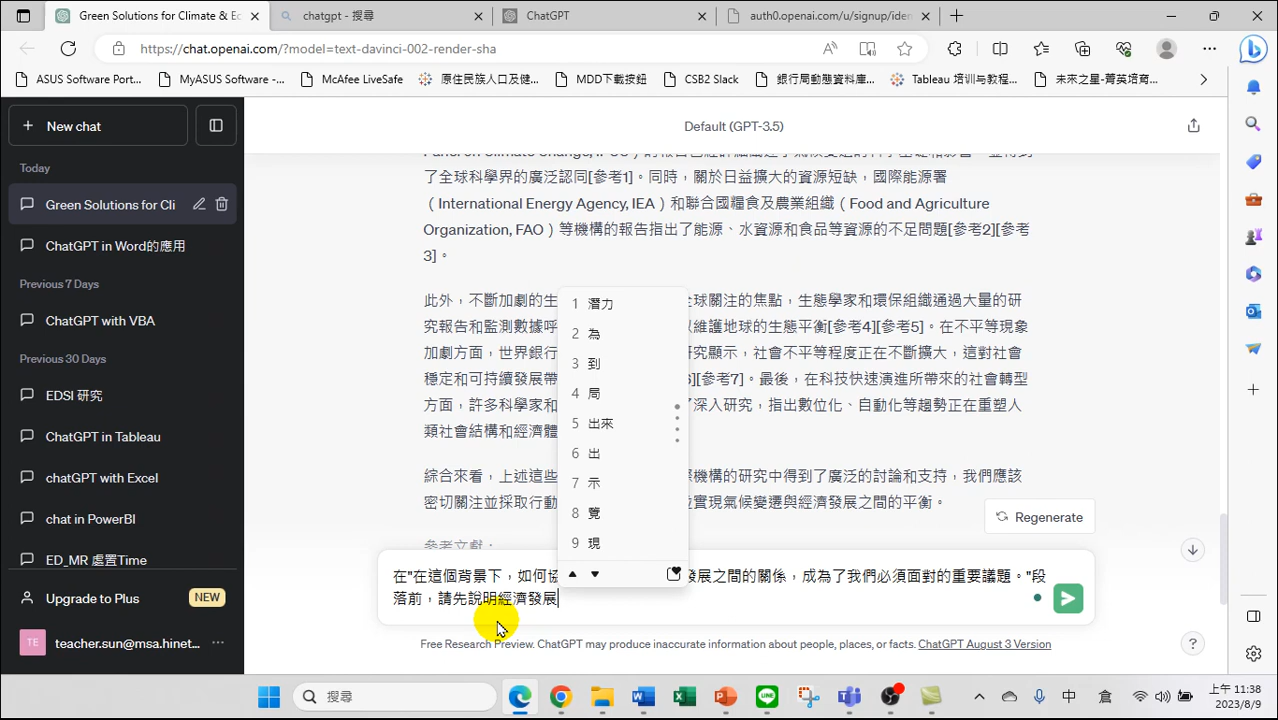 Green Solutions for Climate & Ec
chatgpt - 搜尋
ChatGPT
auth0.openai.com/u/signup/iden
https://chat.openai.com/?model=text-davinci-002-render-sha
ASUS Software Port...
MyASUS Software -...
McAfee LiveSafe
原住民族人口及健...
MDD下載按鈕
CSB2 Slack
銀行局動態資料庫...
Tableau 培训与教程...
未來之星-菁英培育...
New chat
Today
Green Solutions for Cli
ChatGPT in Word的應用
Previous 7 Days
ChatGPT with VBA
Previous 30 Days
EDSI 研究
ChatGPT in Tableau
chatGPT with Excel
chat in PowerBI
ED_MR 處置Time
Upgrade to Plus
NEW
TE
teacher.sun@msa.hinet...
Default (GPT-3.5)
了全球科學界的廣泛認同[參考1]。同時，關於日益擴大的資源短缺，國際能源署
（International Energy Agency, IEA）和聯合國糧食及農業組織（Food and Agriculture
Organization, FAO）等機構的報告指出了能源、水資源和食品等資源的不足問題[參考2][參考
3]。
此外，不斷加劇的生 全球關注的焦點，生態學家和環保組織通過大量的研
究報告和監測數據呼 以維護地球的生態平衡[參考4][參考5]。在不平等現象
加劇方面，世界銀行 研究顯示，社會不平等程度正在不斷擴大，這對社會
穩定和可持續發展帶 6][參考7]。最後，在科技快速演進所帶來的社會轉型
方面，許多科學家和 了深入研究，指出數位化、自動化等趨勢正在重塑人
類社會結構和經濟體
綜合來看，上述這些 際機構的研究中得到了廣泛的討論和支持，我們應該
密切關注並採取行動 實現氣候變遷與經濟發展之間的平衡。
參考文獻：
Regenerate
1 潛力
2 為
3 到
4 局
5 出來
6 出
7 示
8 覽
9 現
在"在這個背景下，如何協 發展之間的關係，成為了我們必須面對的重要議題。"段
落前，請先說明經濟發展
Free Research Preview. ChatGPT may produce inaccurate information about people, places, or facts. ChatGPT August 3 Version
?
搜尋
中
倉
上午 11:38
2023/8/9